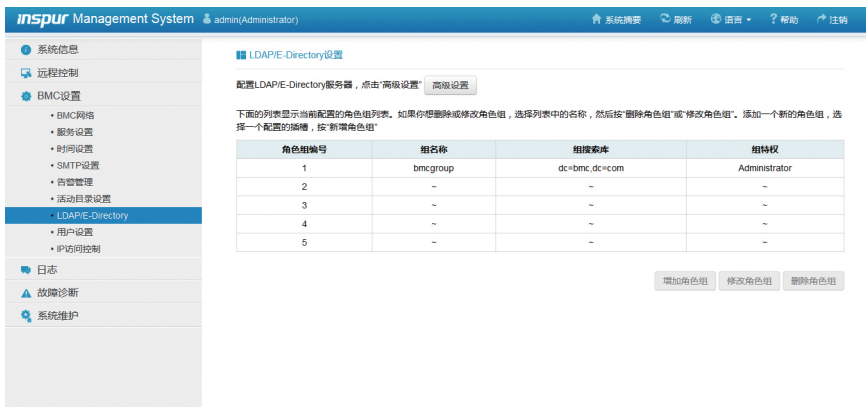 inspur Management System admin(Administrator) 系统摘要 刷新 语言 帮助 注销
系统信息
远程控制
BMC设置
• BMC网络
• 服务设置
• 时间设置
• SMTP设置
• 告警管理
• 活动目录设置
• LDAP/E-Directory
• 用户设置
• IP访问控制
日志
故障诊断
系统维护
LDAP/E-Directory设置
配置LDAP/E-Directory服务器，点击"高级设置" 高级设置
下面的列表显示当前配置的角色组列表。如果你想删除或修改角色组，选择列表中的名称，然后按"删除角色组"或"修改角色组"。添加一个新的角色组，选
择一个配置的插槽，按"新增角色组"
角色组编号 组名称 组搜索库 组特权
1 bmcgroup dc=bmc,dc=com Administrator
2 ~ ~ ~
3 ~ ~ ~
4 ~ ~ ~
5 ~ ~ ~
增加角色组 修改角色组 删除角色组